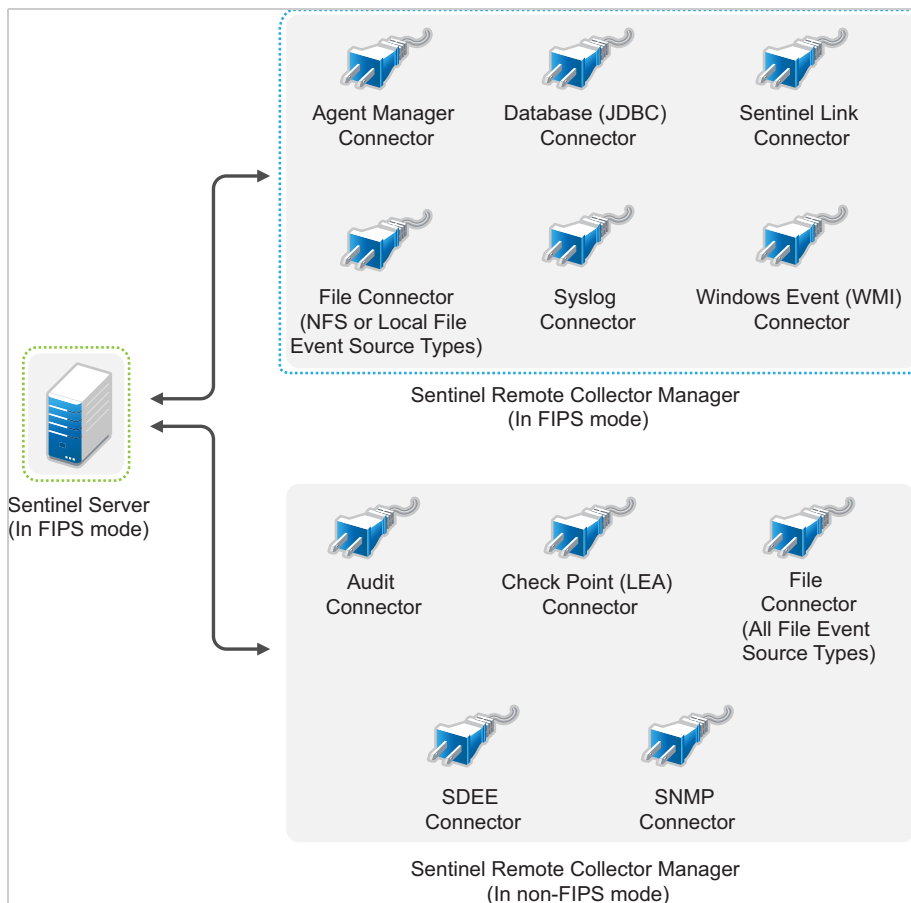 Agent Manager
Connector
Database (JDBC)
Connector
Sentinel Link
Connector
File Connector
(NFS or Local File
Event Source Types)
Syslog
Connector
Windows Event (WMI)
Connector
Sentinel Remote Collector Manager
(In FIPS mode)
Sentinel Server
(In FIPS mode)
Audit
Connector
Check Point (LEA)
Connector
File
Connector
(All File Event
Source Types)
SDEE
Connector
SNMP
Connector
Sentinel Remote Collector Manager
(In non-FIPS mode)